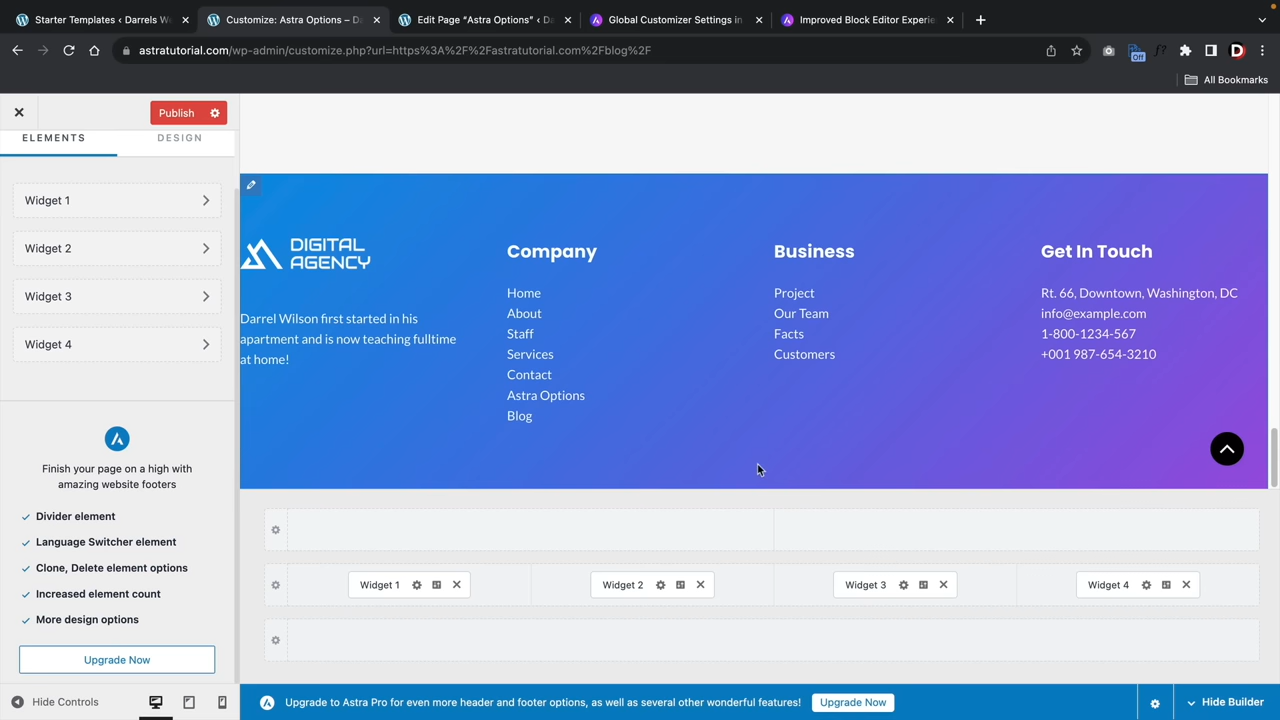 Starter Templates ‹ Darrels We
Customize: Astra Options – Da
Edit Page “Astra Options” ‹ Da
Global Customizer Settings in
Improved Block Editor Experie
astratutorial.com/wp-admin/customize.php?url=https%3A%2F%2Fastratutorial.com%2Fblog%2F
Off
All Bookmarks
Publish
ELEMENTS
DESIGN
Widget 1
Widget 2
Widget 3
Widget 4
Finish your page on a high with
amazing website footers
Divider element
Language Switcher element
Clone, Delete element options
Increased element count
More design options
Upgrade Now
Hide Controls
DIGITAL
AGENCY
Darrel Wilson first started in his
apartment and is now teaching fulltime
at home!
Company
Home
About
Staff
Services
Contact
Astra Options
Blog
Business
Project
Our Team
Facts
Customers
Get In Touch
Rt. 66, Downtown, Washington, DC
info@example.com
1-800-1234-567
+001 987-654-3210
Widget 1
Widget 2
Widget 3
Widget 4
Upgrade to Astra Pro for even more header and footer options, as well as several other wonderful features!
Upgrade Now
Hide Builder